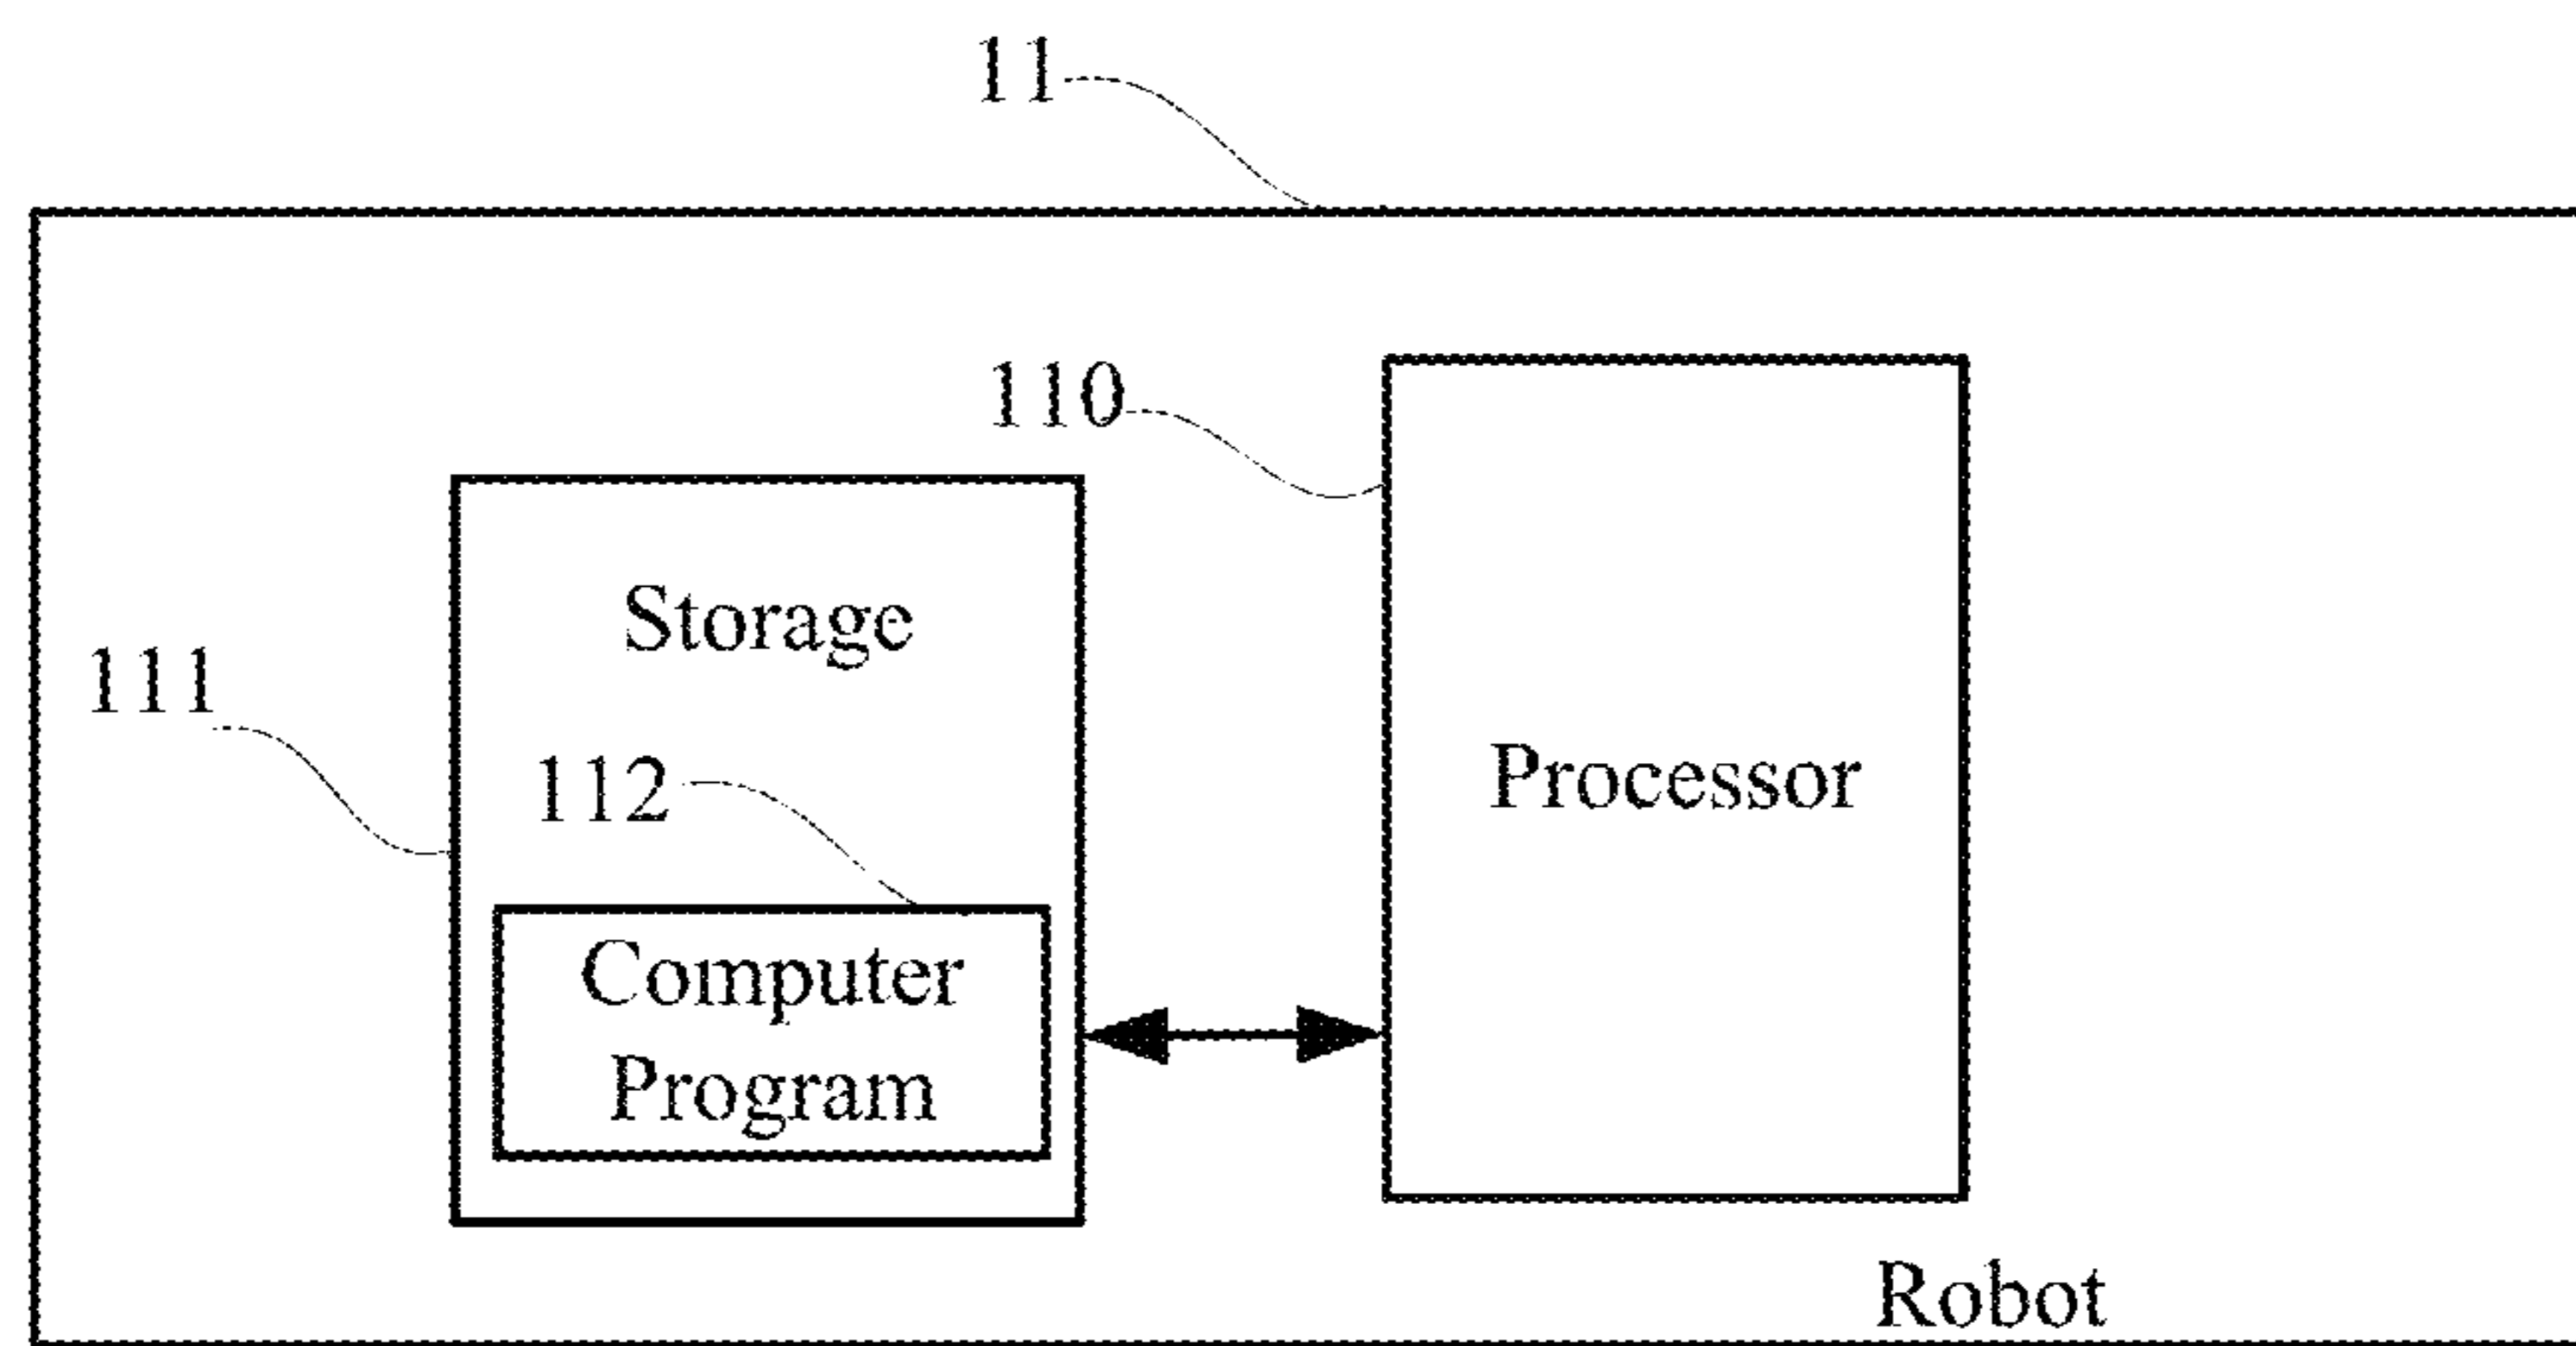 11
110
Storage
111
112
Processor
Computer
Program
Robot